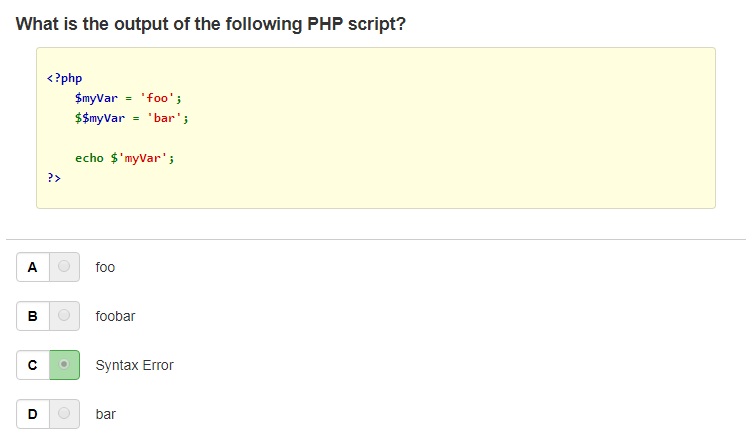 What is the output of the following PHP script?
<?php
$myVar = 'foo';
$$myVar = 'bar';
echo $'myVar';
?>
A foo
B foobar
C Syntax Error
D bar